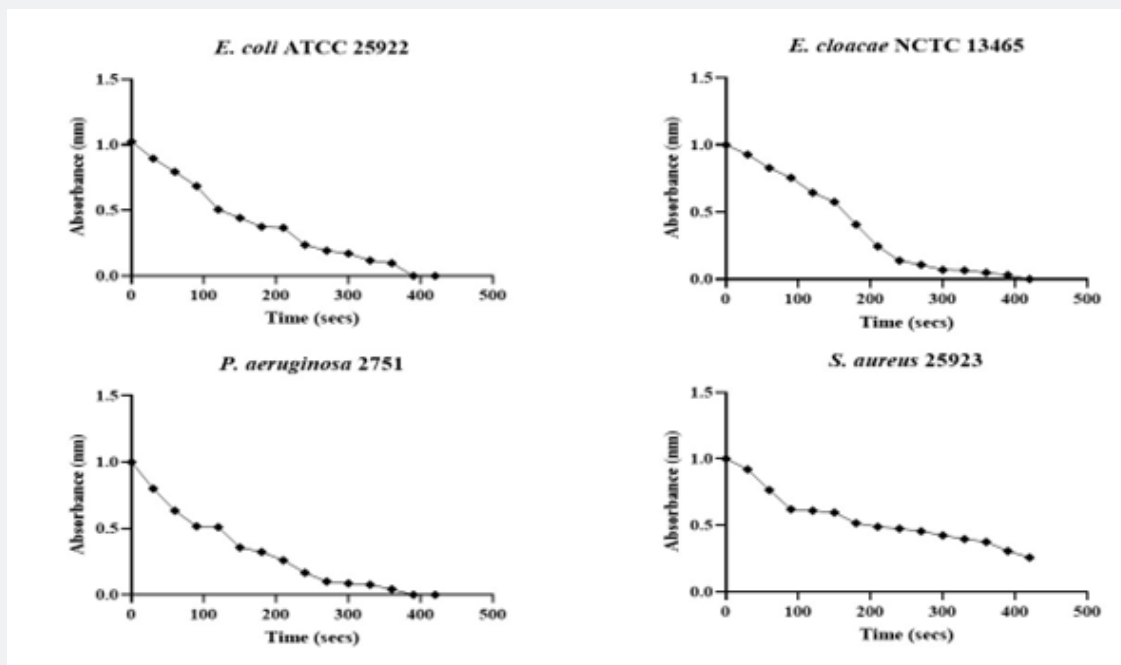 E. coli ATCC 25922
1.5
1.0
0.5
0.0
Absorbance (nm)
0 100 200 300 400 500
Time (secs)
E. cloacae NCTC 13465
1.5
1.0
0.5
0.0
Absorbance (nm)
0 100 200 300 400 500
Time (secs)
P. aeruginosa 2751
1.5
1.0
0.5
0.0
Absorbance (nm)
0 100 200 300 400 500
Time (secs)
S. aureus 25923
1.5
1.0
0.5
0.0
Absorbance (nm)
0 100 200 300 400 500
Time (secs)